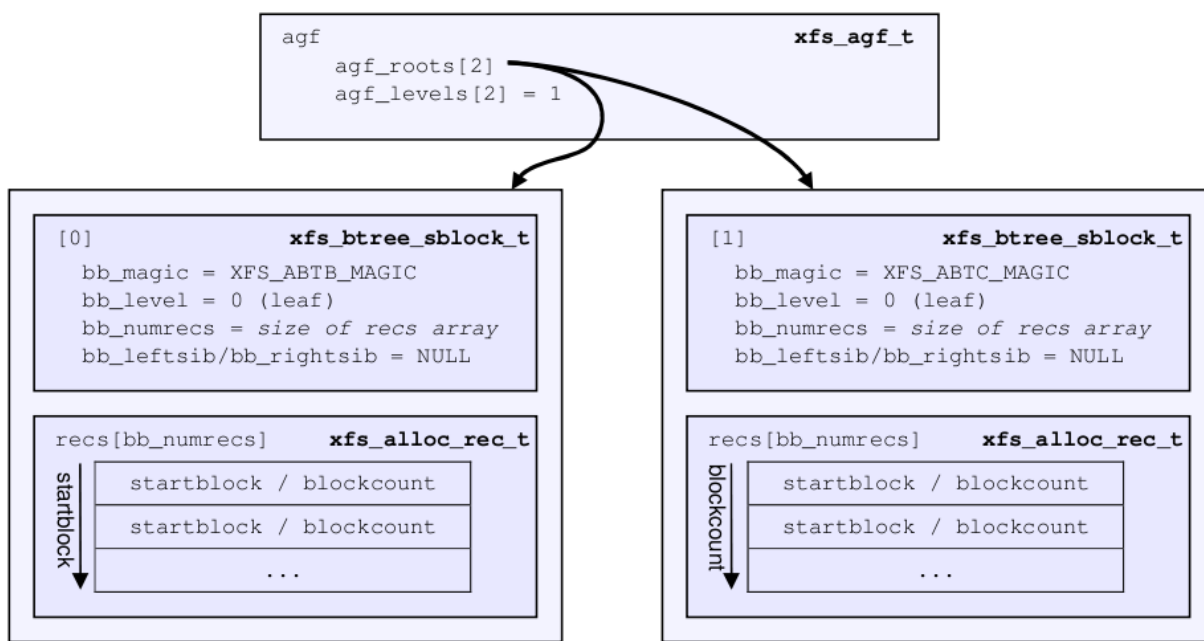 agf xfs_agf_t
agf_roots[2]
agf_levels[2] = 1
[0] xfs_btree_sblock_t
bb_magic = XFS_ABTB_MAGIC
bb_level = 0 (leaf)
bb_numrecs = size of recs array
bb_leftsib/bb_rightsib = NULL
recs[bb_numrecs] xfs_alloc_rec_t
startblock
startblock / blockcount
startblock / blockcount
...
[1] xfs_btree_sblock_t
bb_magic = XFS_ABTC_MAGIC
bb_level = 0 (leaf)
bb_numrecs = size of recs array
bb_leftsib/bb_rightsib = NULL
recs[bb_numrecs] xfs_alloc_rec_t
blockcount
startblock / blockcount
startblock / blockcount
...